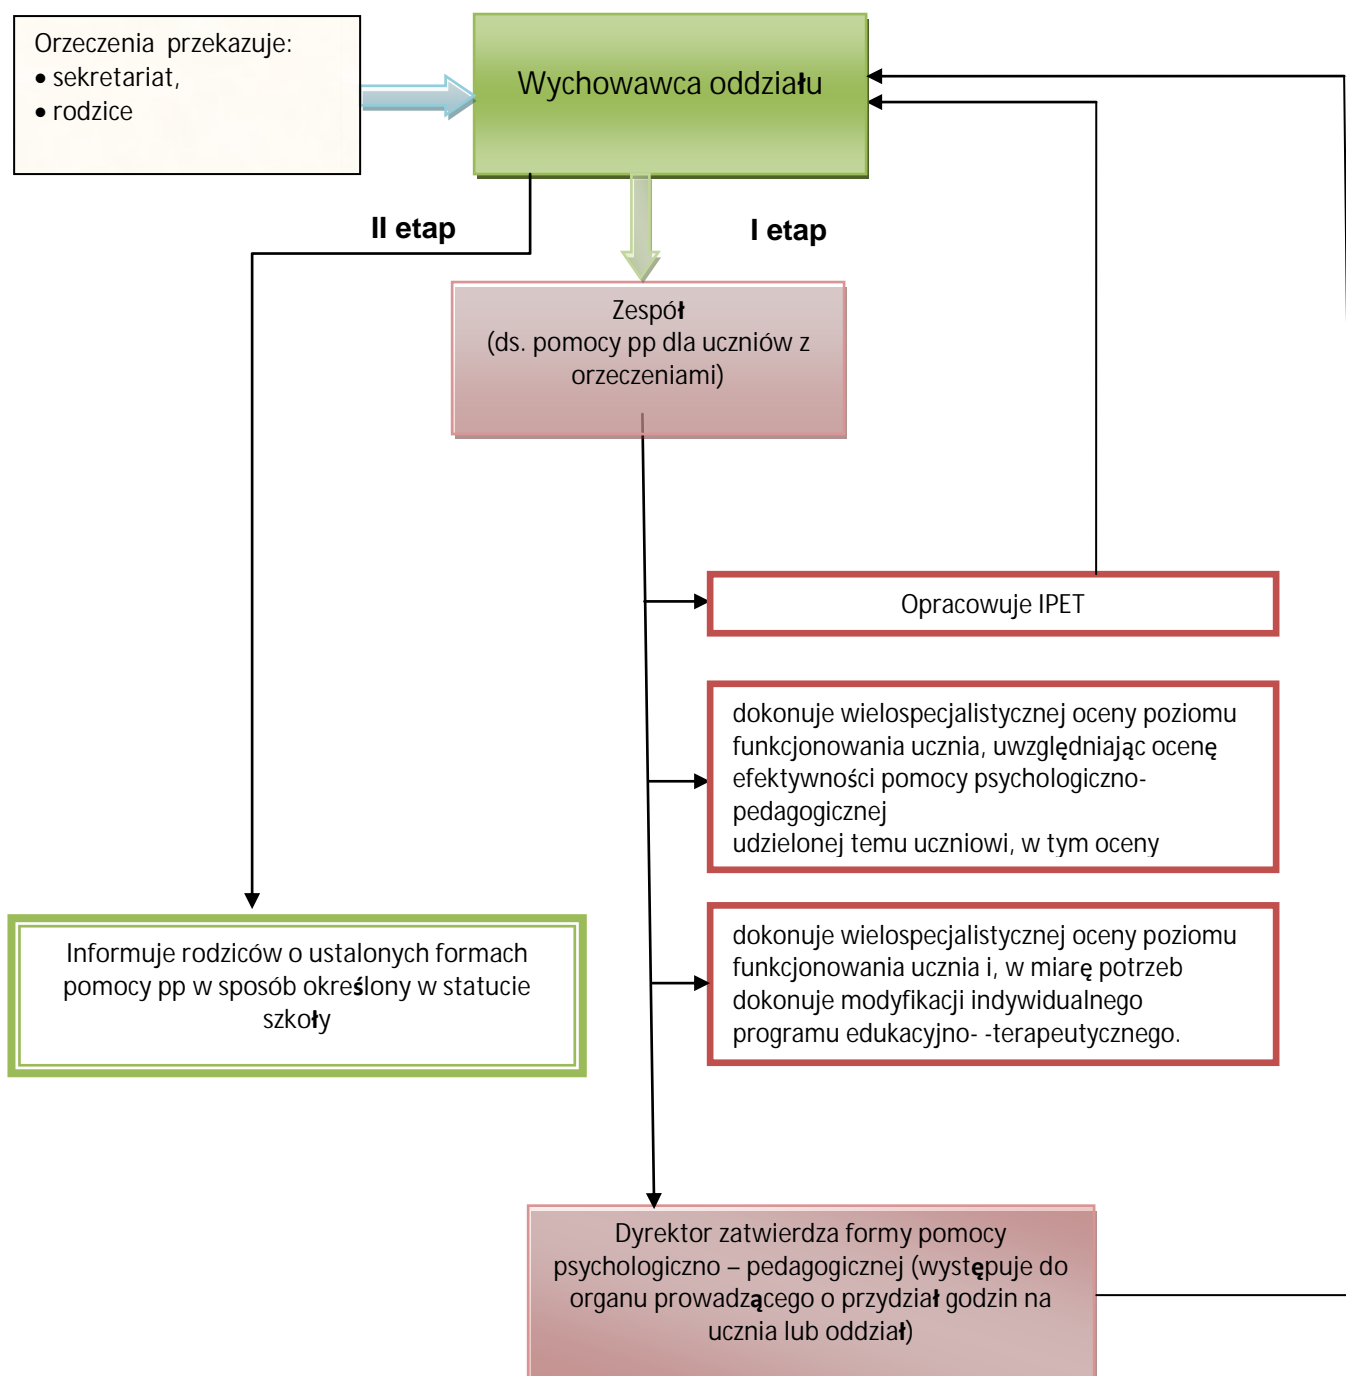 Orzeczenia przekazuje:
• sekretariat,
• rodzice
Wychowawca oddziału
II etap
I etap
Zespół
(ds. pomocy pp dla uczniów z
orzeczeniami)
Opracowuje IPET
dokonuje wielospecjalistycznej oceny poziomu
funkcjonowania ucznia, uwzględniając ocenę
efektywności pomocy psychologiczno-
pedagogicznej
udzielonej temu uczniowi, w tym oceny
Informuje rodziców o ustalonych formach
pomocy pp w sposób określony w statucie
szkoły
dokonuje wielospecjalistycznej oceny poziomu
funkcjonowania ucznia i, w miarę potrzeb
dokonuje modyfikacji indywidualnego
programu edukacyjno- -terapeutycznego.
Dyrektor zatwierdza formy pomocy
psychologiczno – pedagogicznej (występuje do
organu prowadzącego o przydział godzin na
ucznia lub oddział)